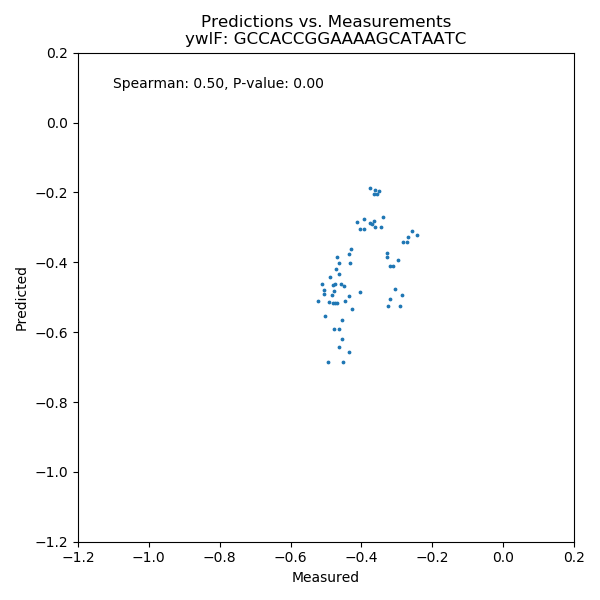 Predictions vs. Measurements
ywlF: GCCACCGGAAAAGCATAATC
0.2
Spearman: 0.50, P-value: 0.00
0.0
−0.2
−0.4
Predicted
−0.6
−0.8
−1.0
−1.2
−1.2 −1.0 −0.8 −0.6 −0.4 −0.2 0.0 0.2
Measured